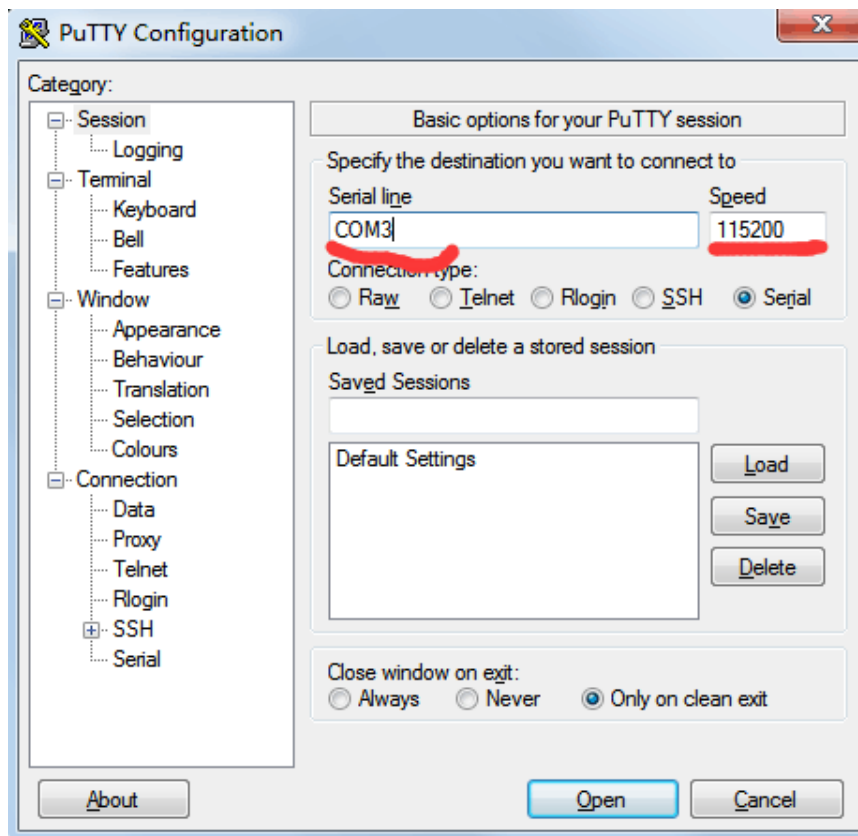 PuTTY Configuration
Category:
Session
Logging
Terminal
Keyboard
Bell
Features
Window
Appearance
Behaviour
Translation
Selection
Colours
Connection
Data
Proxy
Telnet
Rlogin
SSH
Serial
Basic options for your PuTTY session
Specify the destination you want to connect to
Serial line Speed
COM3 115200
Connection type:
Raw Telnet Rlogin SSH Serial
Load, save or delete a stored session
Saved Sessions
Default Settings
Load
Save
Delete
Close window on exit:
Always Never Only on clean exit
About Open Cancel